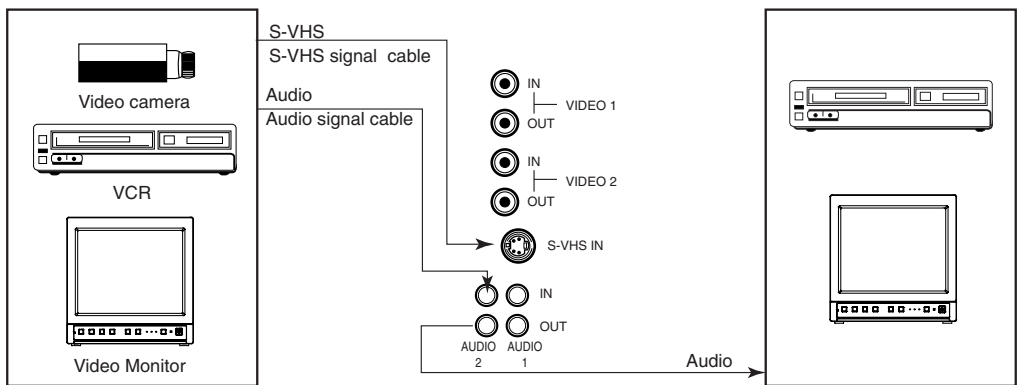 S-VHS
S-VHS signal cable
Video camera
Audio
Audio signal cable
VCR
Video Monitor
IN
VIDEO 1
OUT
IN
VIDEO 2
OUT
S-VHS IN
IN
OUT
AUDIO 2
AUDIO 1
Audio